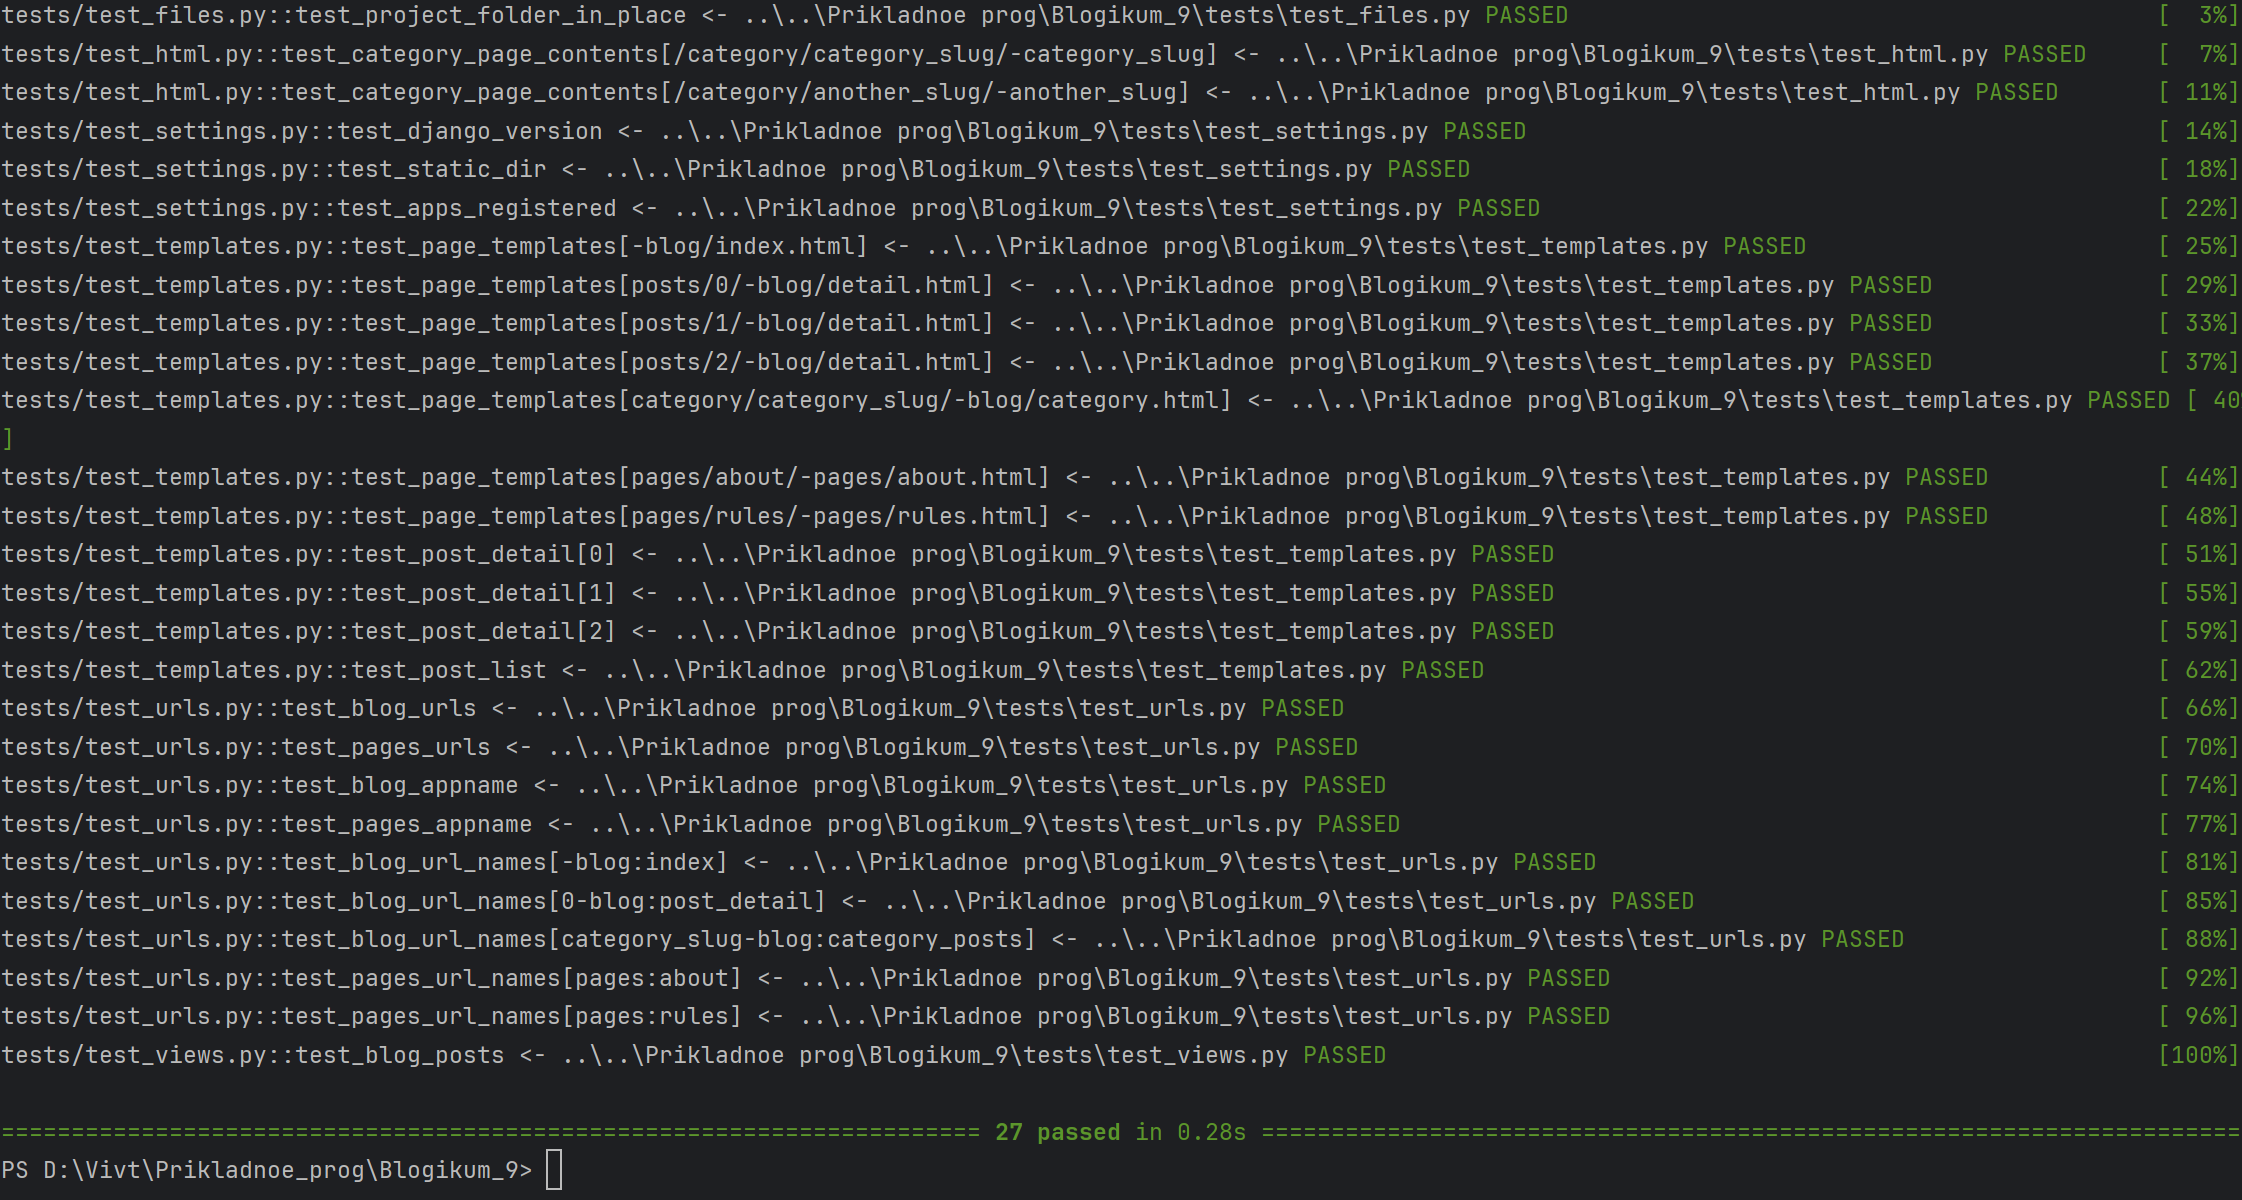 tests/test_files.py::test_project_folder_in_place <- ..\..\Prikladnoe prog\Blogikum_9\tests\test_files.py PASSED [  3%]
tests/test_html.py::test_category_page_contents[/category/category_slug/-category_slug] <- ..\..\Prikladnoe prog\Blogikum_9\tests\test_html.py PASSED [  7%]
tests/test_html.py::test_category_page_contents[/category/another_slug/-another_slug] <- ..\..\Prikladnoe prog\Blogikum_9\tests\test_html.py PASSED [ 11%]
tests/test_settings.py::test_django_version <- ..\..\Prikladnoe prog\Blogikum_9\tests\test_settings.py PASSED [ 14%]
tests/test_settings.py::test_static_dir <- ..\..\Prikladnoe prog\Blogikum_9\tests\test_settings.py PASSED [ 18%]
tests/test_settings.py::test_apps_registered <- ..\..\Prikladnoe prog\Blogikum_9\tests\test_settings.py PASSED [ 22%]
tests/test_templates.py::test_page_templates[-blog/index.html] <- ..\..\Prikladnoe prog\Blogikum_9\tests\test_templates.py PASSED [ 25%]
tests/test_templates.py::test_page_templates[posts/0/-blog/detail.html] <- ..\..\Prikladnoe prog\Blogikum_9\tests\test_templates.py PASSED [ 29%]
tests/test_templates.py::test_page_templates[posts/1/-blog/detail.html] <- ..\..\Prikladnoe prog\Blogikum_9\tests\test_templates.py PASSED [ 33%]
tests/test_templates.py::test_page_templates[posts/2/-blog/detail.html] <- ..\..\Prikladnoe prog\Blogikum_9\tests\test_templates.py PASSED [ 37%]
tests/test_templates.py::test_page_templates[category/category_slug/-blog/category.html] <- ..\..\Prikladnoe prog\Blogikum_9\tests\test_templates.py PASSED [ 40%
]
tests/test_templates.py::test_page_templates[pages/about/-pages/about.html] <- ..\..\Prikladnoe prog\Blogikum_9\tests\test_templates.py PASSED [ 44%]
tests/test_templates.py::test_page_templates[pages/rules/-pages/rules.html] <- ..\..\Prikladnoe prog\Blogikum_9\tests\test_templates.py PASSED [ 48%]
tests/test_templates.py::test_post_detail[0] <- ..\..\Prikladnoe prog\Blogikum_9\tests\test_templates.py PASSED [ 51%]
tests/test_templates.py::test_post_detail[1] <- ..\..\Prikladnoe prog\Blogikum_9\tests\test_templates.py PASSED [ 55%]
tests/test_templates.py::test_post_detail[2] <- ..\..\Prikladnoe prog\Blogikum_9\tests\test_templates.py PASSED [ 59%]
tests/test_templates.py::test_post_list <- ..\..\Prikladnoe prog\Blogikum_9\tests\test_templates.py PASSED [ 62%]
tests/test_urls.py::test_blog_urls <- ..\..\Prikladnoe prog\Blogikum_9\tests\test_urls.py PASSED [ 66%]
tests/test_urls.py::test_pages_urls <- ..\..\Prikladnoe prog\Blogikum_9\tests\test_urls.py PASSED [ 70%]
tests/test_urls.py::test_blog_appname <- ..\..\Prikladnoe prog\Blogikum_9\tests\test_urls.py PASSED [ 74%]
tests/test_urls.py::test_pages_appname <- ..\..\Prikladnoe prog\Blogikum_9\tests\test_urls.py PASSED [ 77%]
tests/test_urls.py::test_blog_url_names[-blog:index] <- ..\..\Prikladnoe prog\Blogikum_9\tests\test_urls.py PASSED [ 81%]
tests/test_urls.py::test_blog_url_names[0-blog:post_detail] <- ..\..\Prikladnoe prog\Blogikum_9\tests\test_urls.py PASSED [ 85%]
tests/test_urls.py::test_blog_url_names[category_slug-blog:category_posts] <- ..\..\Prikladnoe prog\Blogikum_9\tests\test_urls.py PASSED [ 88%]
tests/test_urls.py::test_pages_url_names[pages:about] <- ..\..\Prikladnoe prog\Blogikum_9\tests\test_urls.py PASSED [ 92%]
tests/test_urls.py::test_pages_url_names[pages:rules] <- ..\..\Prikladnoe prog\Blogikum_9\tests\test_urls.py PASSED [ 96%]
tests/test_views.py::test_blog_posts <- ..\..\Prikladnoe prog\Blogikum_9\tests\test_views.py PASSED [100%]
====================================================================== 27 passed in 0.28s ======================================================================
PS D:\Vivt\Prikladnoe_prog\Blogikum_9>